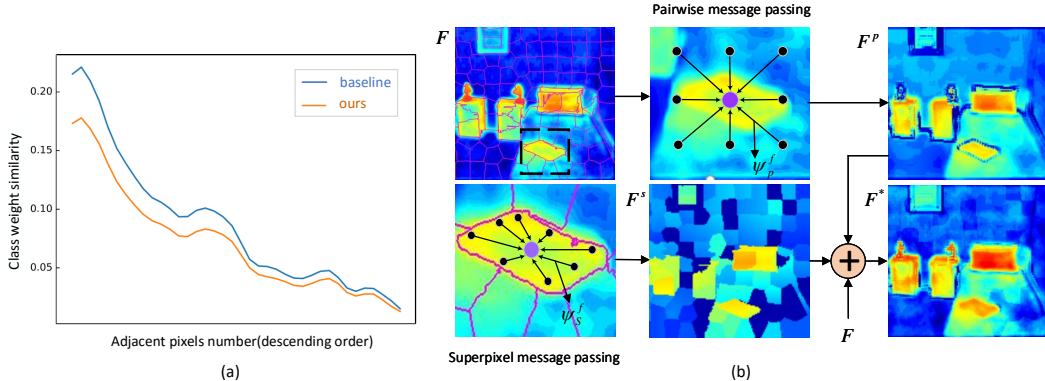 Class weight similarity
0.20
0.15
0.10
0.05
baseline
ours
Adjacent pixels number(descending order)
(a)
Pairwise message passing
F
ψ_p^f
F^p
F^s
ψ_S^f
F^*
+
F
Superpixel message passing
(b)